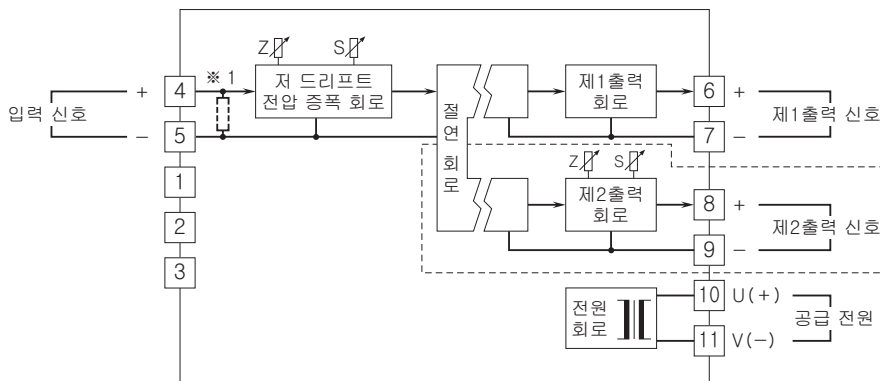 Z S
※ 1
입력 신호
+ 4
− 5
1
2
3
저 드리프트
전압 증폭 회로
절연 회로
제1출력
회로
6 +
7 −
제1출력 신호
Z S
제2출력
회로
8 +
9 −
제2출력 신호
전원
회로
10 U(+)
11 V(−)
공급 전원